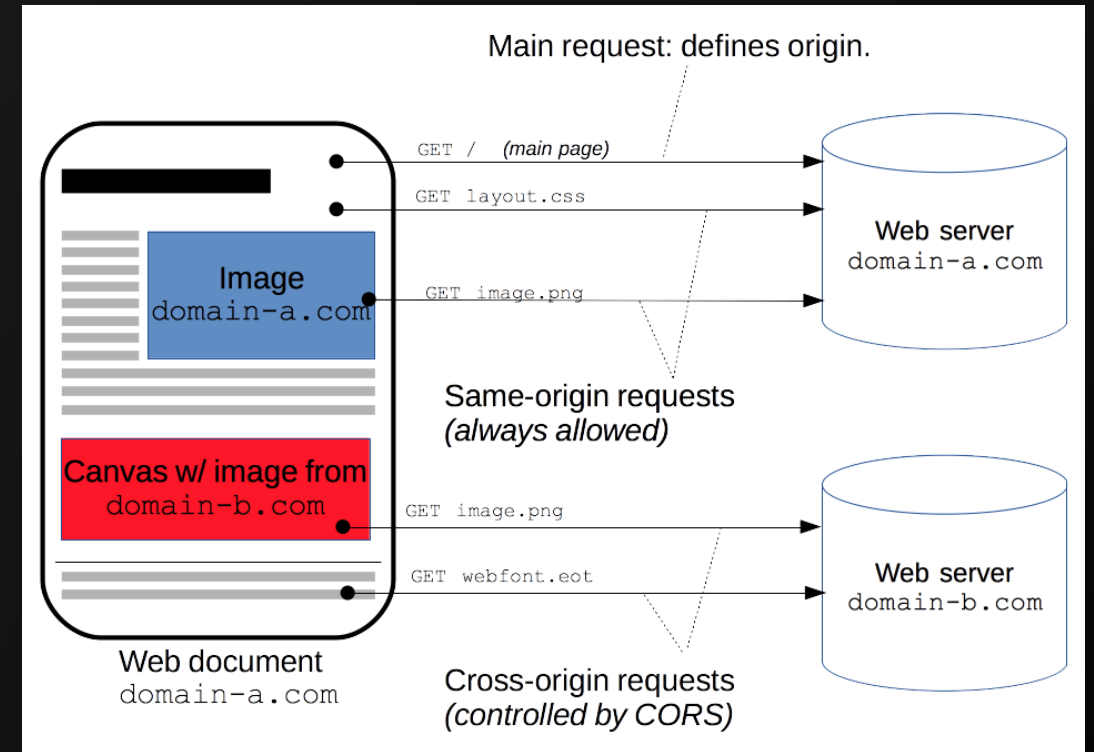 Main request: defines origin.
GET / (main page)
GET layout.css
Web server
domain-a.com
Image
domain-a.com
GET image.png
Same-origin requests
(always allowed)
Canvas w/ image from
domain-b.com
GET image.png
GET webfont.eot
Web server
domain-b.com
Web document
domain-a.com
Cross-origin requests
(controlled by CORS)